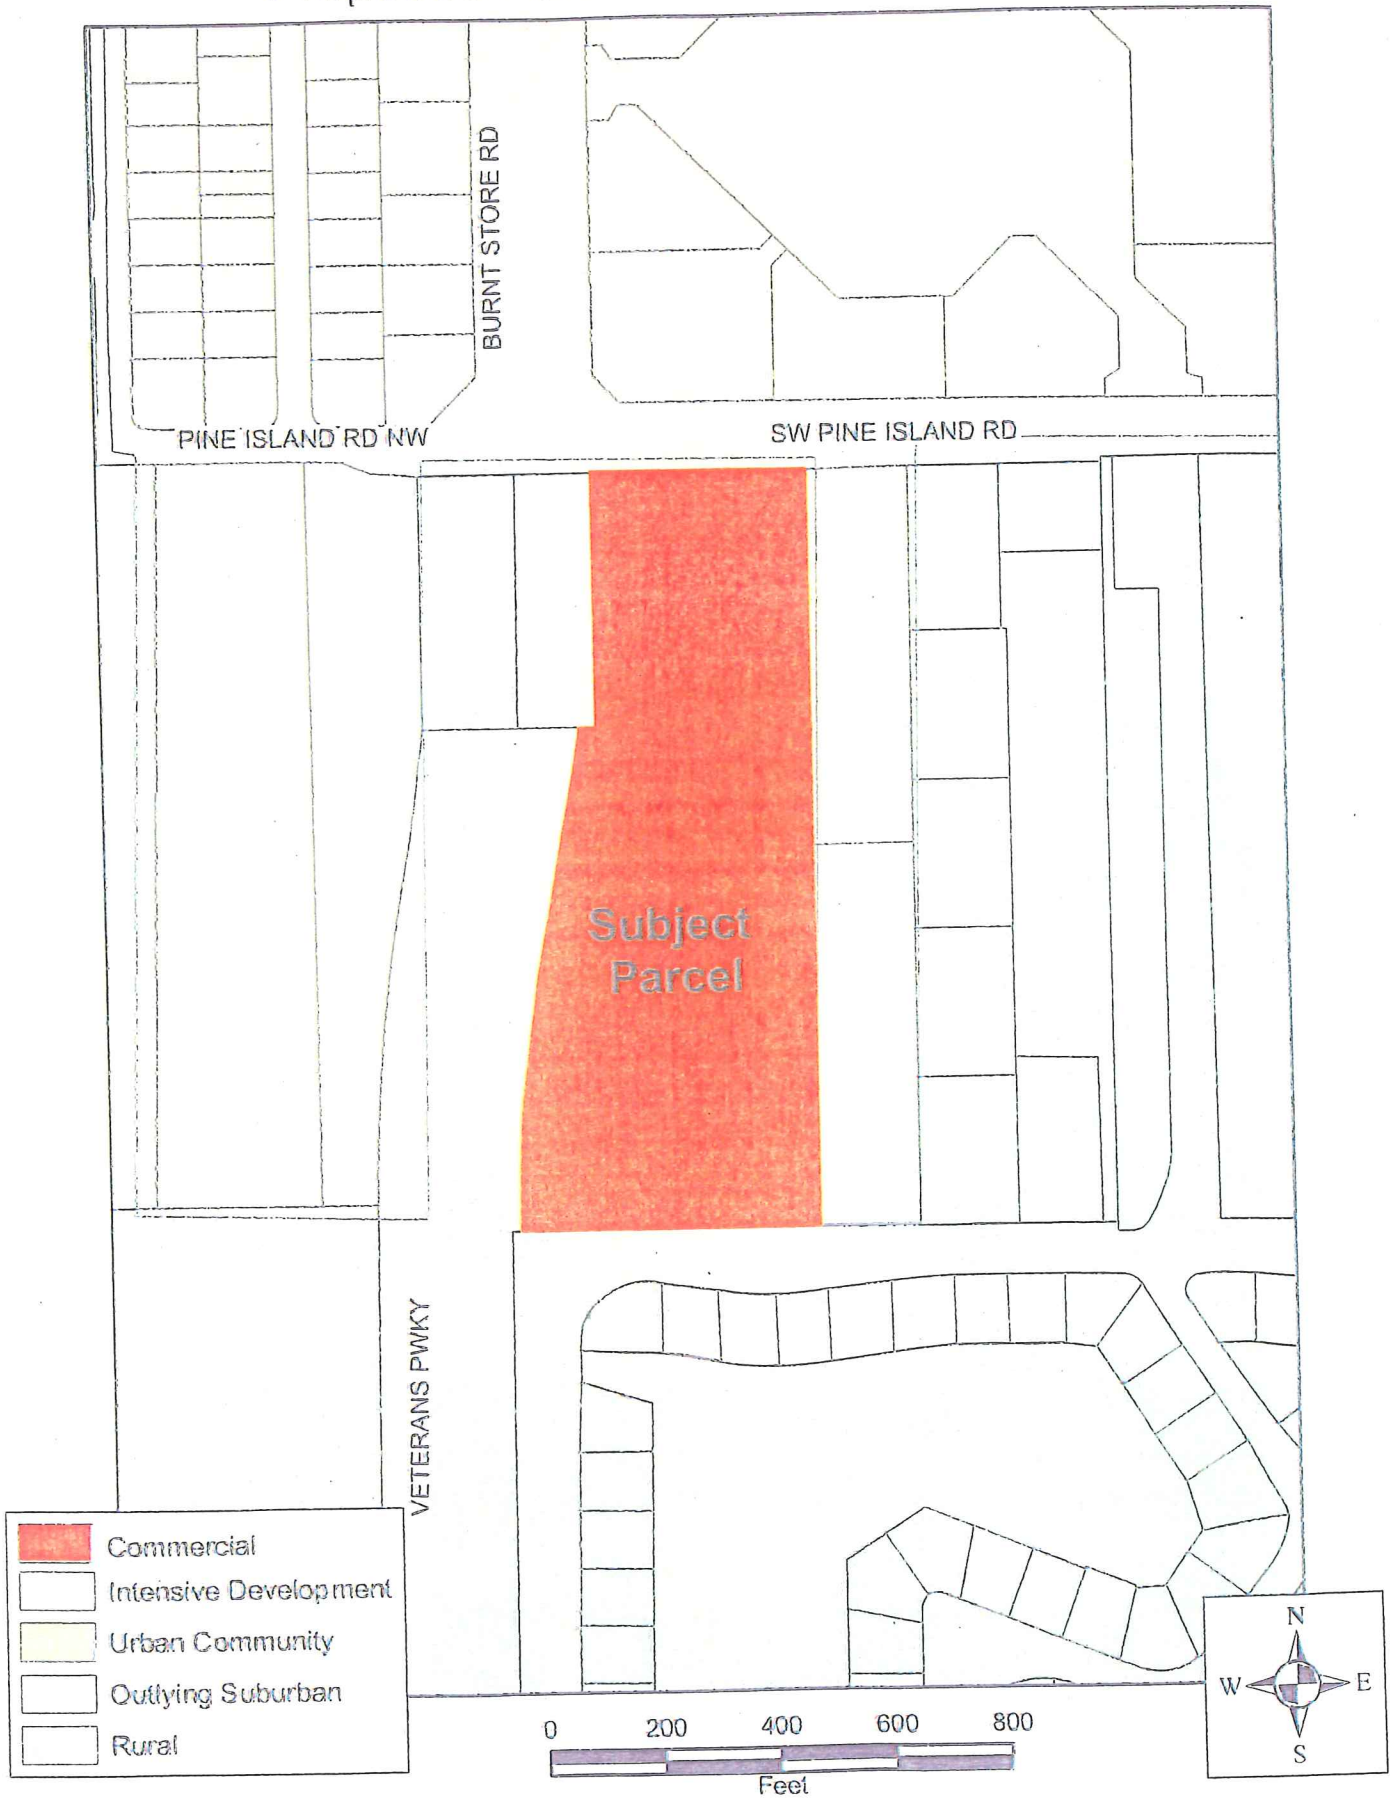 BURNT STORE RD
PINE ISLAND RD NW
SW PINE ISLAND RD
Subject
Parcel
VETERANS PWKY
Commercial
Intensive Development
Urban Community
Outlying Suburban
Rural
0 200 400 600 800
Feet
N
W E
S